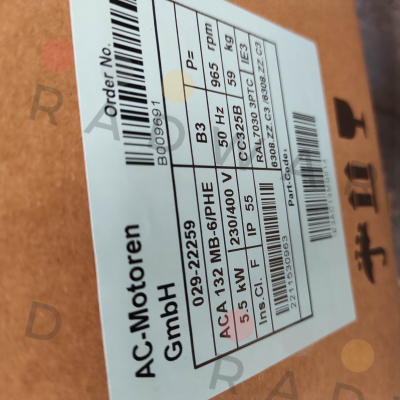 AC-Motoren
GmbH
Order No.
B009691
029-22259
B3
P=
ACA 132 MB-6/PHE
50 Hz
965 rpm
5.5 kW
230/400 V
CC325B
59 kg
Ins.Cl. F
IP 55
RAL7030 3PTC
IE3
6308.ZZ C3 /6308.ZZ C3
2211530963
Part-Code:
RADWAY
RADWAY